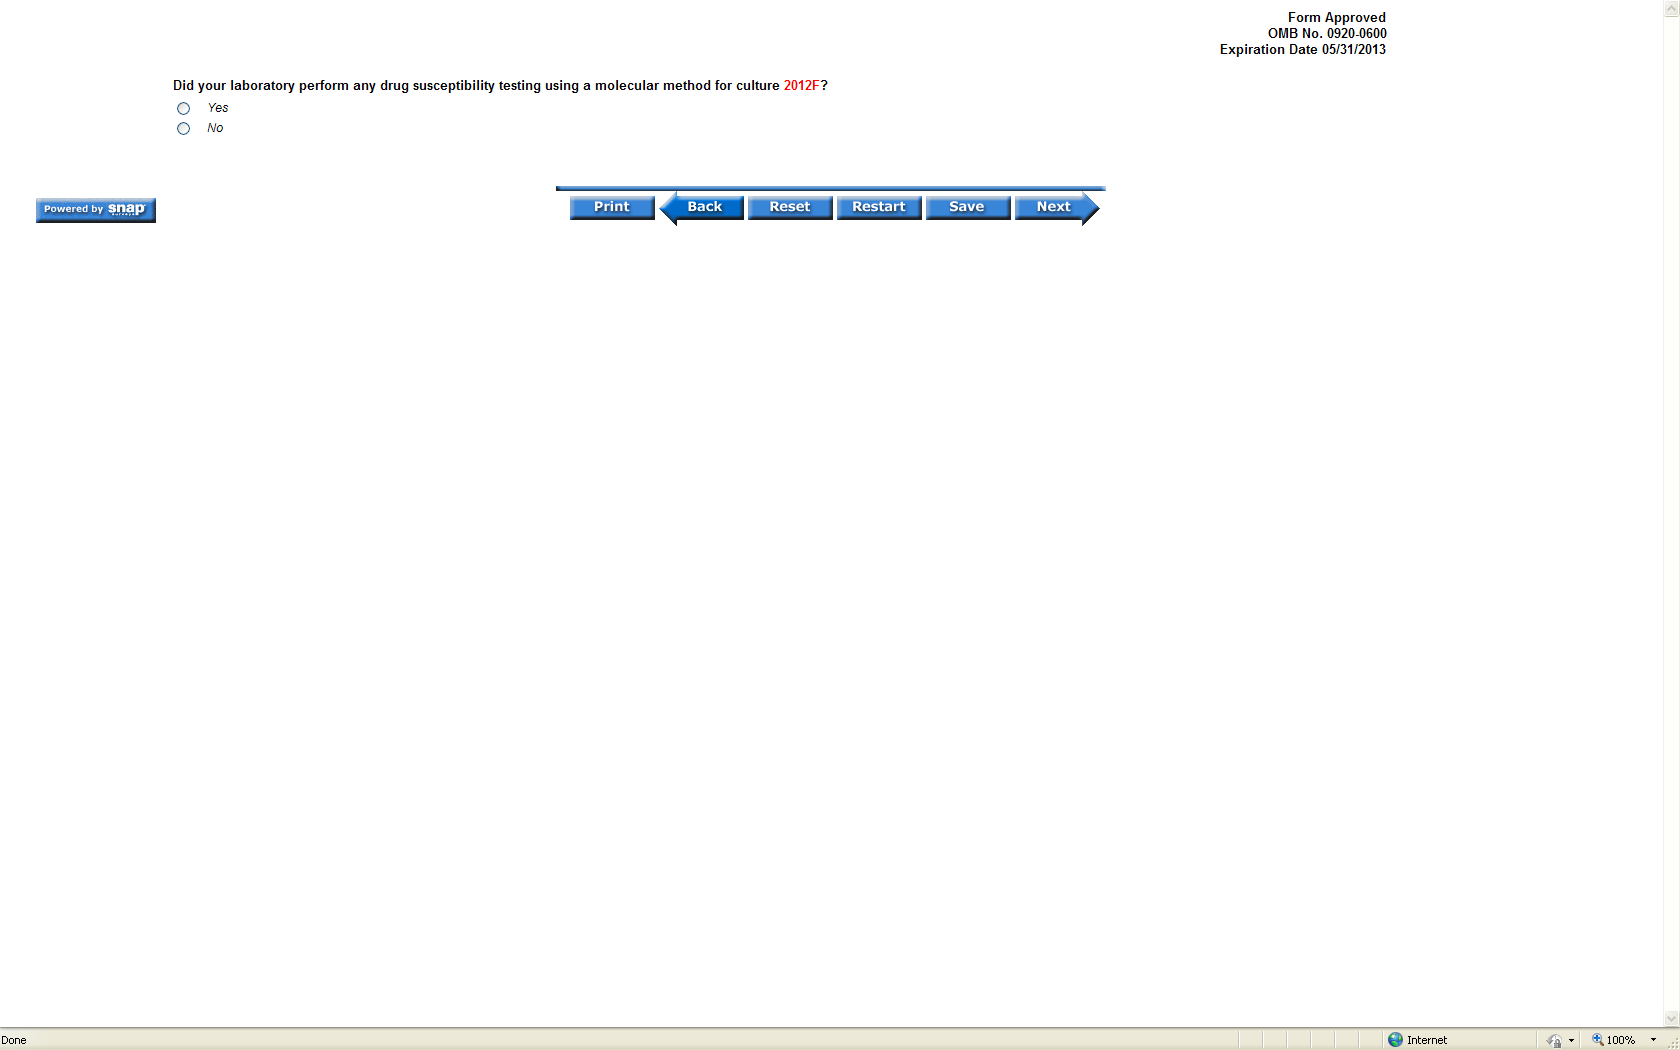 Form Approved
OMB No. 0920-0600
Expiration Date 05/31/2013
Did your laboratory perform any drug susceptibility testing using a molecular method for culture 2012F?
Yes
No
Powered by snap surveys
Print Back Reset Restart Save Next
Done Internet 100%